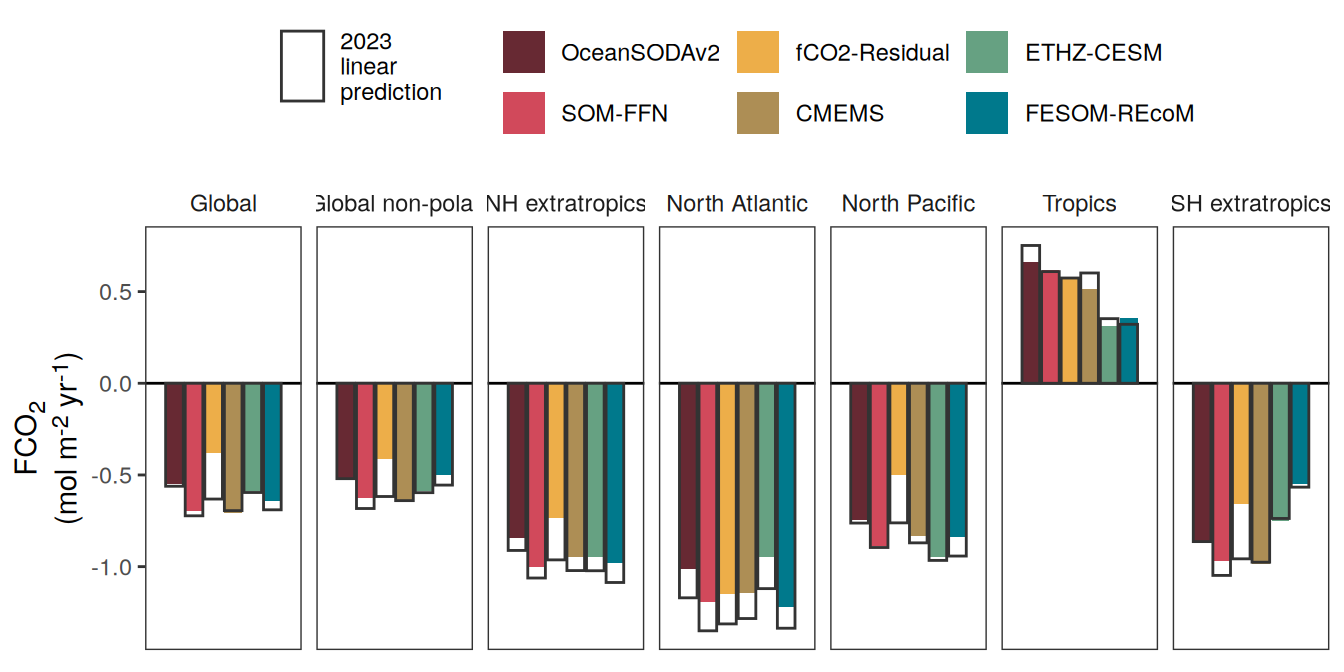 2023
linear
prediction
OceanSODAv2
fCO2-Residual
ETHZ-CESM
SOM-FFN
CMEMS
FESOM-REcoM
Global
Global non-pola
NH extratropics
North Atlantic
North Pacific
Tropics
SH extratropics
FCO₂
(mol m⁻² yr⁻¹)
0.5
0.0
-0.5
-1.0